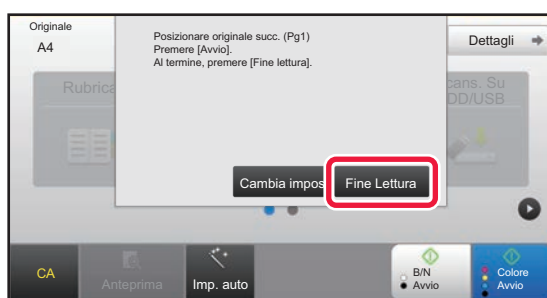 Originale
A4
Posizionare originale succ. (Pg1)
Premere [Avvio].
Al termine, premere [Fine lettura].
Dettagli
Rubrica
cans. Su
DD/USB
Cambia impos
Fine Lettura
CA
Anteprima
Imp. auto
B/N
Avvio
Colore
Avvio